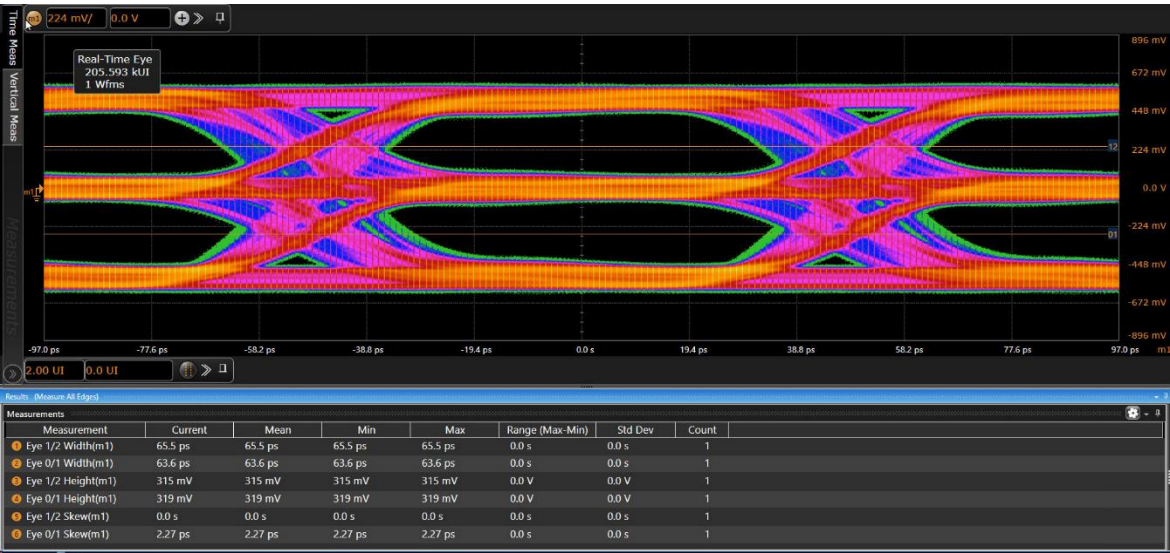 Time Meas
Vertical Meas
Measurements
m1 224 mV/ 0.0 V
Real-Time Eye
205.593 kUI
1 Wfms
896 mV
672 mV
448 mV
12
224 mV
m1
0.0 V
-224 mV
01
-448 mV
-672 mV
-896 mV
-97.0 ps -77.6 ps -58.2 ps -38.8 ps -19.4 ps 0.0 s 19.4 ps 38.8 ps 58.2 ps 77.6 ps 97.0 ps m1
2.00 UI 0.0 UI
Results (Measure All Edges)
Measurements
Measurement Current Mean Min Max Range (Max-Min) Std Dev Count
1 Eye 1/2 Width(m1) 65.5 ps 65.5 ps 65.5 ps 65.5 ps 0.0 s 0.0 s 1
2 Eye 0/1 Width(m1) 63.6 ps 63.6 ps 63.6 ps 63.6 ps 0.0 s 0.0 s 1
3 Eye 1/2 Height(m1) 315 mV 315 mV 315 mV 315 mV 0.0 V 0.0 V 1
4 Eye 0/1 Height(m1) 319 mV 319 mV 319 mV 319 mV 0.0 V 0.0 V 1
5 Eye 1/2 Skew(m1) 0.0 s 0.0 s 0.0 s 0.0 s 0.0 s 0.0 s 1
6 Eye 0/1 Skew(m1) 2.27 ps 2.27 ps 2.27 ps 2.27 ps 0.0 s 0.0 s 1